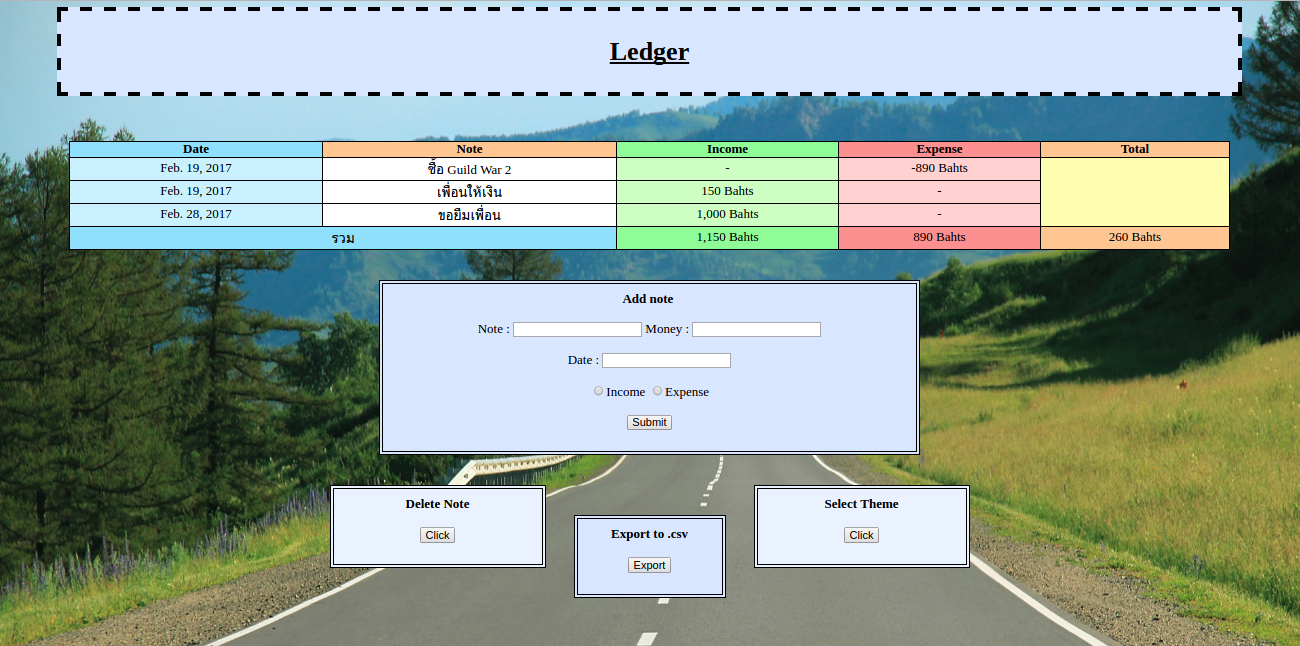 Ledger
Date Note Income Expense Total
Feb. 19, 2017 ซื้อ Guild War 2 - -890 Bahts
Feb. 19, 2017 เพื่อนให้เงิน 150 Bahts -
Feb. 28, 2017 ขอยืมเพื่อน 1,000 Bahts -
รวม 1,150 Bahts 890 Bahts 260 Bahts
Add note
Note : Money :
Date :
Income Expense
Submit
Delete Note
Click
Export to .csv
Export
Select Theme
Click